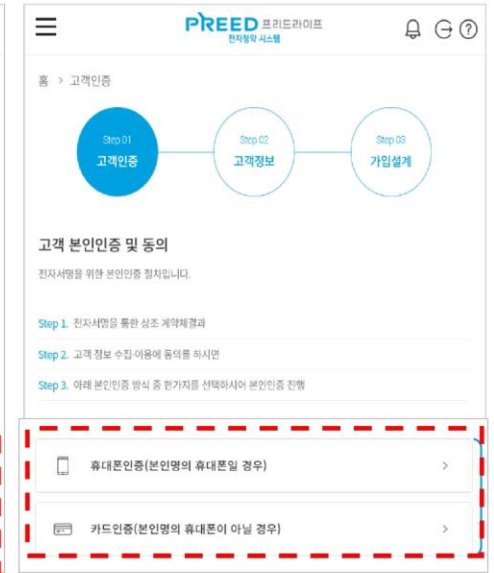 PREED 프리드라이프
전자청약 시스템
홈 > 고객인증
Step 01
고객인증
Step 02
고객정보
Step 03
가입설계
고객 본인인증 및 동의
전자서명을 위한 본인인증 절차입니다.
Step 1. 전자서명을 통한 상조 계약체결과
Step 2. 고객 정보 수집·이용에 동의를 하시면
Step 3. 아래 본인인증 방식 중 한가지를 선택하시어 본인인증 진행
휴대폰인증(본인명의 휴대폰일 경우)
카드인증(본인명의 휴대폰이 아닐 경우)